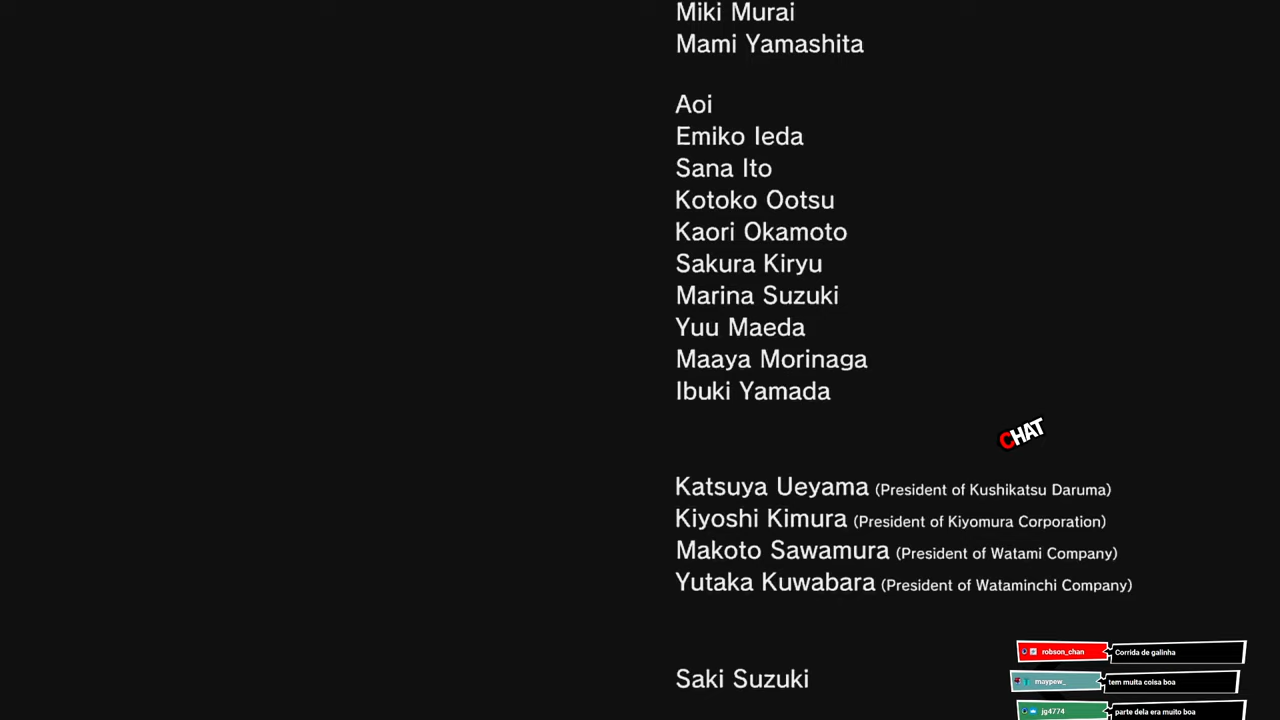 Miki Murai
Mami Yamashita
Aoi
Emiko Ieda
Sana Ito
Kotoko Ootsu
Kaori Okamoto
Sakura Kiryu
Marina Suzuki
Yuu Maeda
Maaya Morinaga
Ibuki Yamada
CHAT
Katsuya Ueyama (President of Kushikatsu Daruma)
Kiyoshi Kimura (President of Kiyomura Corporation)
Makoto Sawamura (President of Watami Company)
Yutaka Kuwabara (President of Wataminchi Company)
robson_chan Corrida de galinha
Saki Suzuki
maypew_ tem muita coisa boa
jg4774 parte dela era muito boa